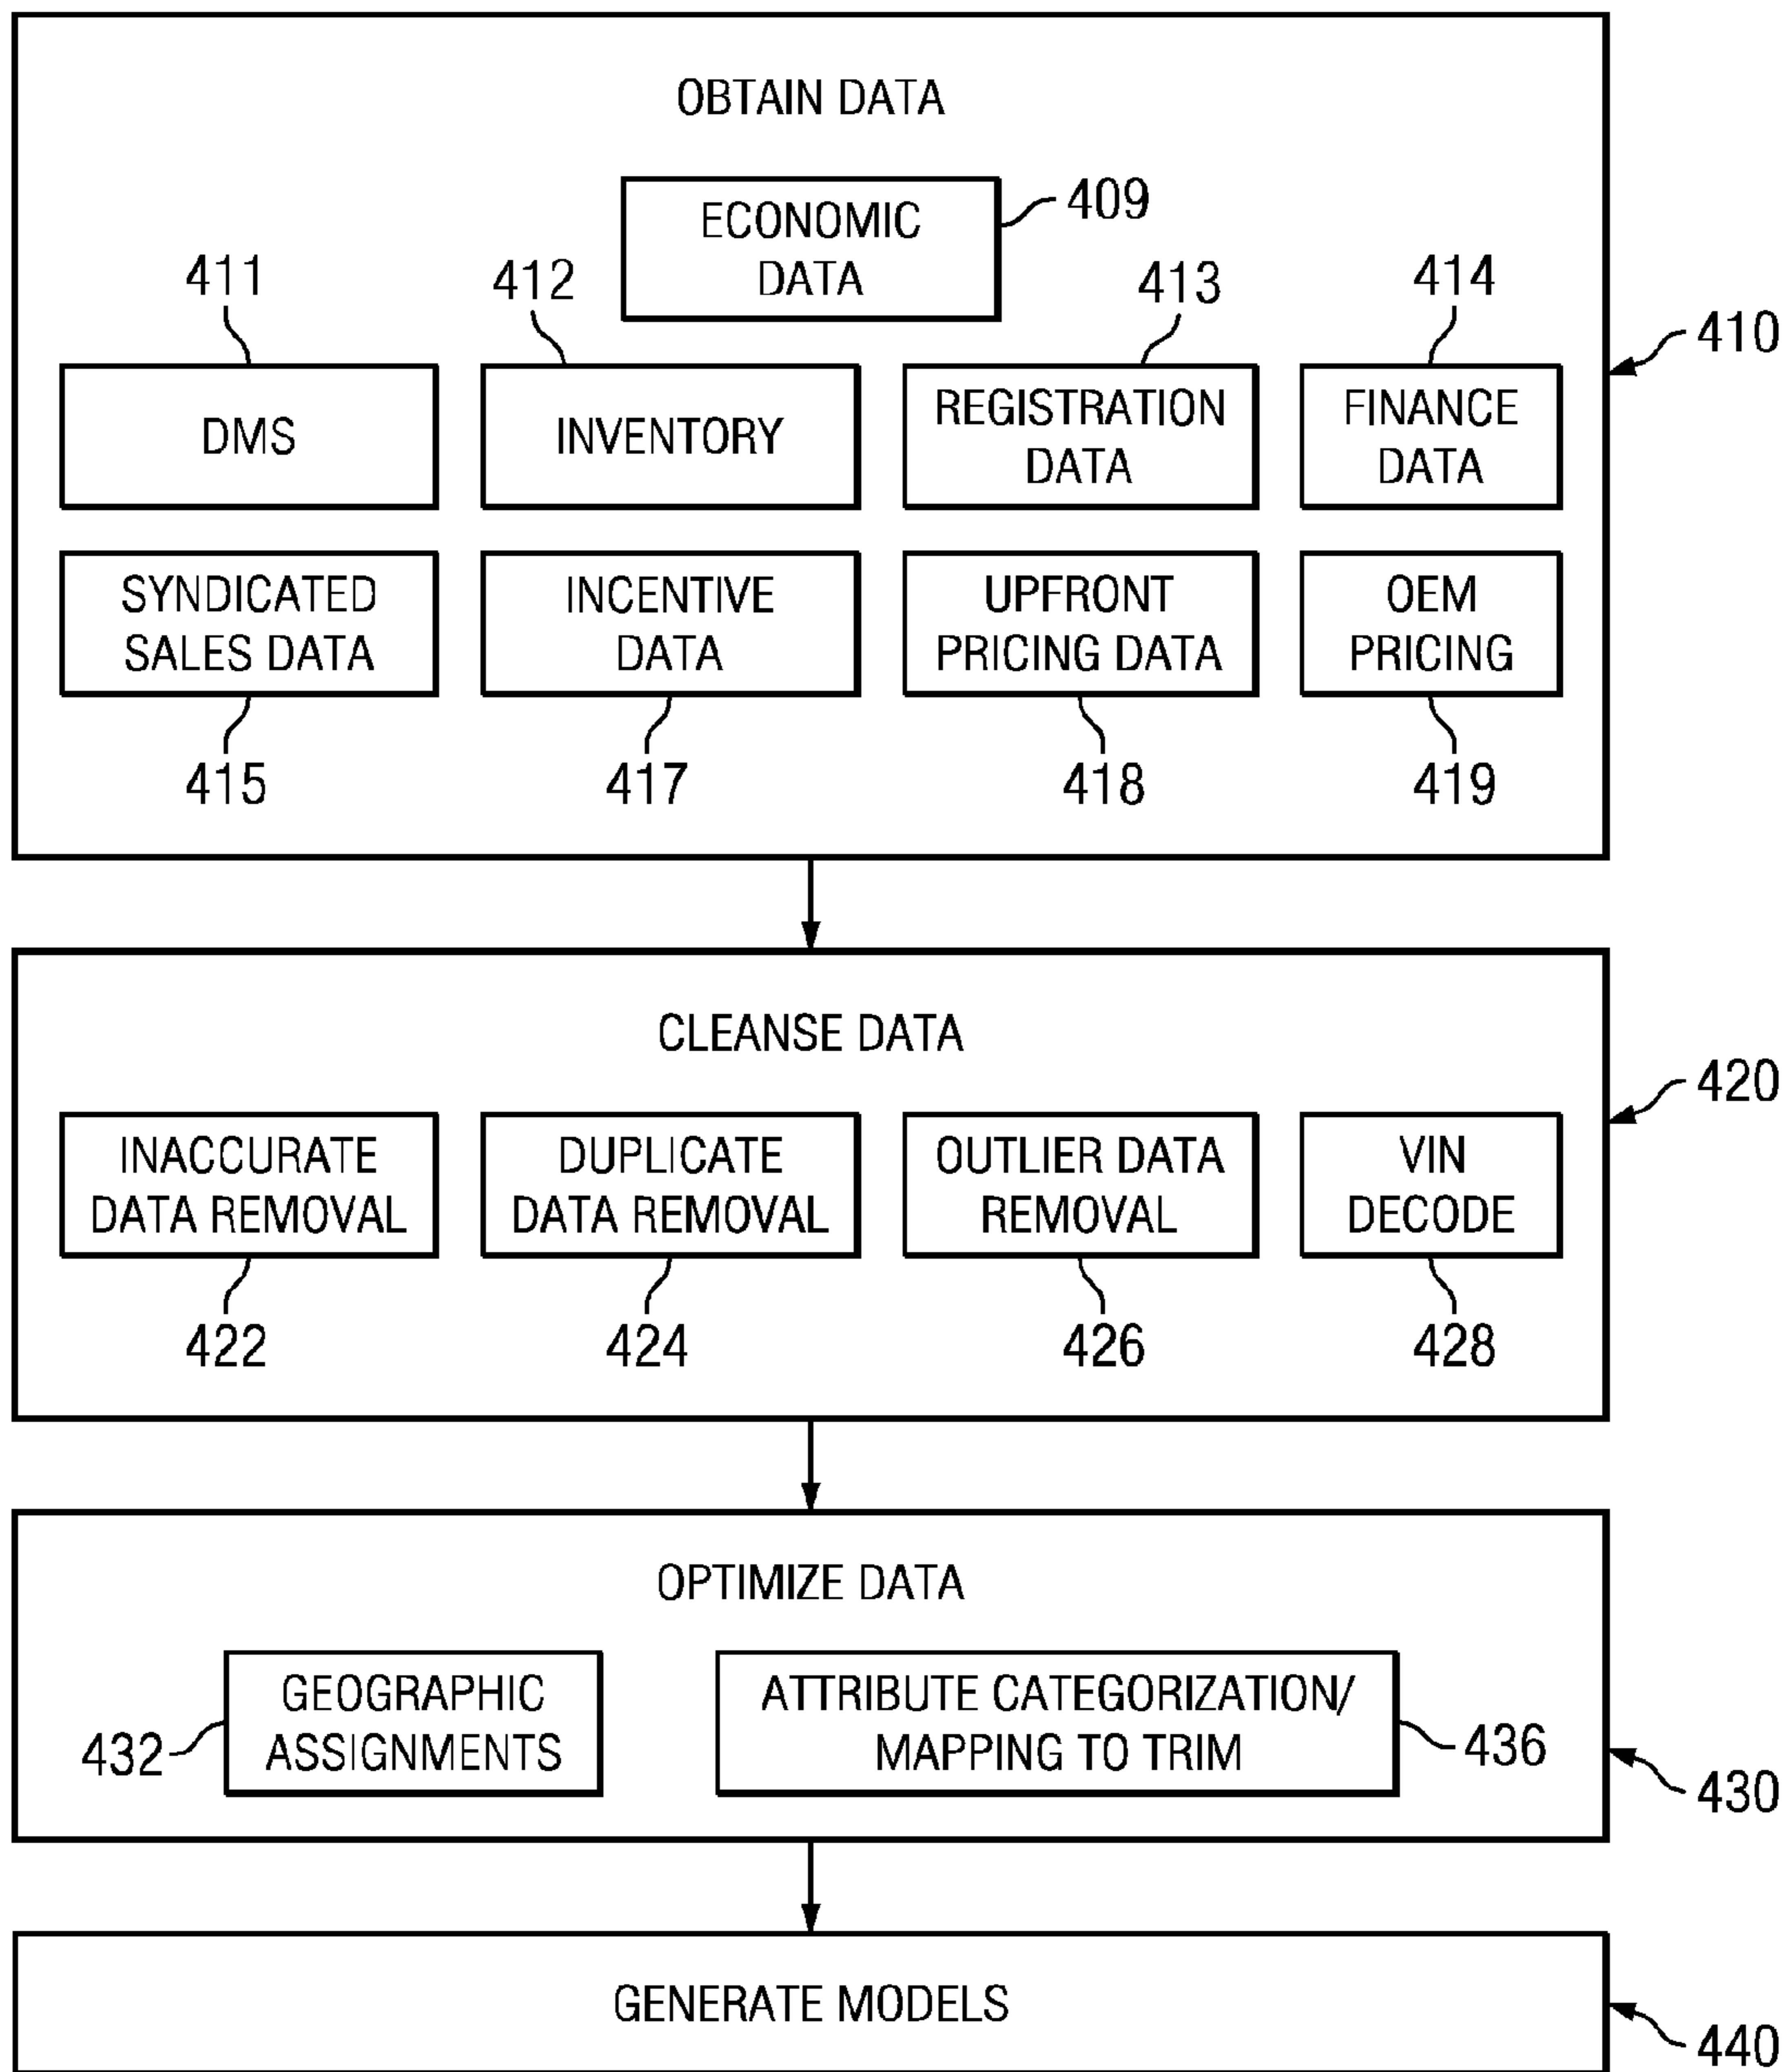 OBTAIN DATA
ECONOMIC
DATA
409
411
412
413
414
410
DMS
INVENTORY
REGISTRATION
DATA
FINANCE
DATA
SYNDICATED
SALES DATA
INCENTIVE
DATA
UPFRONT
PRICING DATA
OEM
PRICING
415
417
418
419
CLEANSE DATA
420
INACCURATE
DATA REMOVAL
DUPLICATE
DATA REMOVAL
OUTLIER DATA
REMOVAL
VIN
DECODE
422
424
426
428
OPTIMIZE DATA
432
GEOGRAPHIC
ASSIGNMENTS
ATTRIBUTE CATEGORIZATION/
MAPPING TO TRIM
436
430
GENERATE MODELS
440